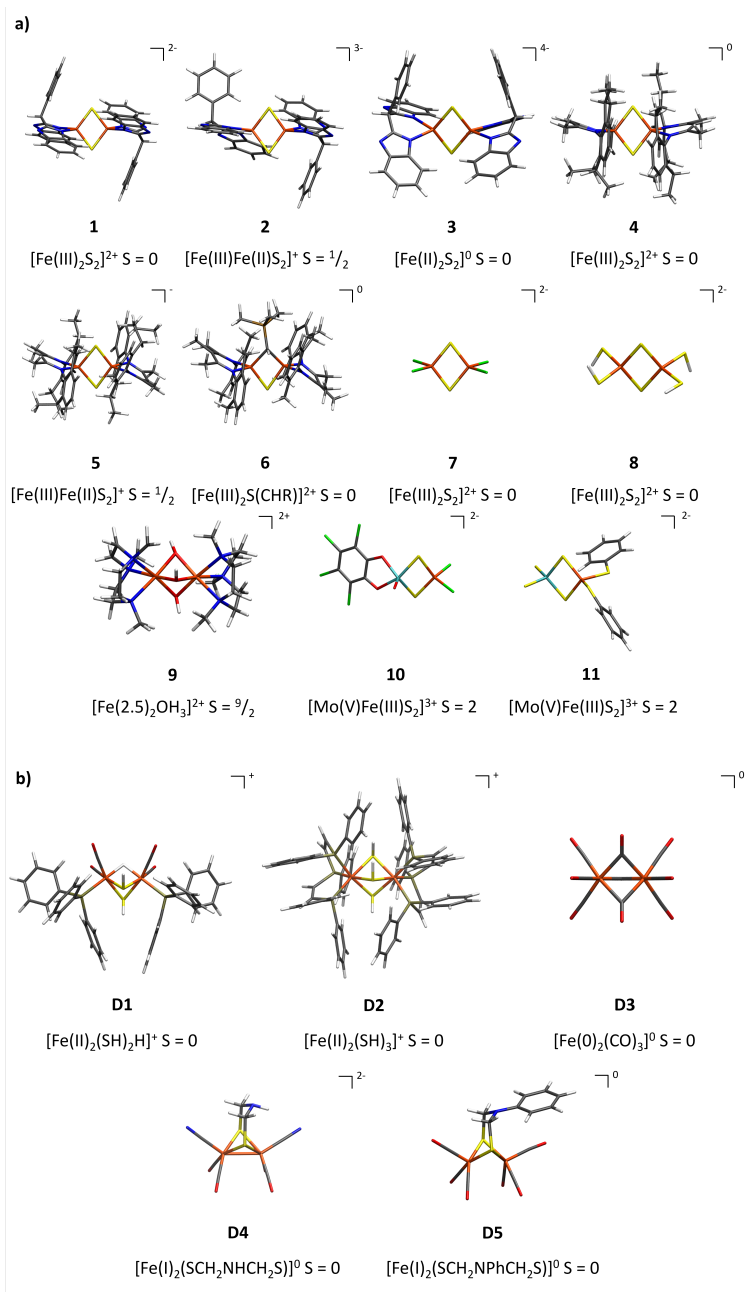 a)
2- 3- 4- 0
1 2 3 4
[Fe(III)₂S₂]²⁺ S = 0 [Fe(III)Fe(II)S₂]⁺ S = ¹/₂ [Fe(II)₂S₂]⁰ S = 0 [Fe(III)₂S₂]²⁺ S = 0
- 0 2- 2-
5 6 7 8
[Fe(III)Fe(II)S₂]⁺ S = ¹/₂ [Fe(III)₂S(CHR)]²⁺ S = 0 [Fe(III)₂S₂]²⁺ S = 0 [Fe(III)₂S₂]²⁺ S = 0
2+ 2- 2-
9 10 11
[Fe(2.5)₂OH₃]²⁺ S = ⁹/₂ [Mo(V)Fe(III)S₂]³⁺ S = 2 [Mo(V)Fe(III)S₂]³⁺ S = 2
b)
+ + 0
D1 D2 D3
[Fe(II)₂(SH)₂H]⁺ S = 0 [Fe(II)₂(SH)₃]⁺ S = 0 [Fe(0)₂(CO)₃]⁰ S = 0
2- 0
D4 D5
[Fe(I)₂(SCH₂NHCH₂S)]⁰ S = 0 [Fe(I)₂(SCH₂NPhCH₂S)]⁰ S = 0